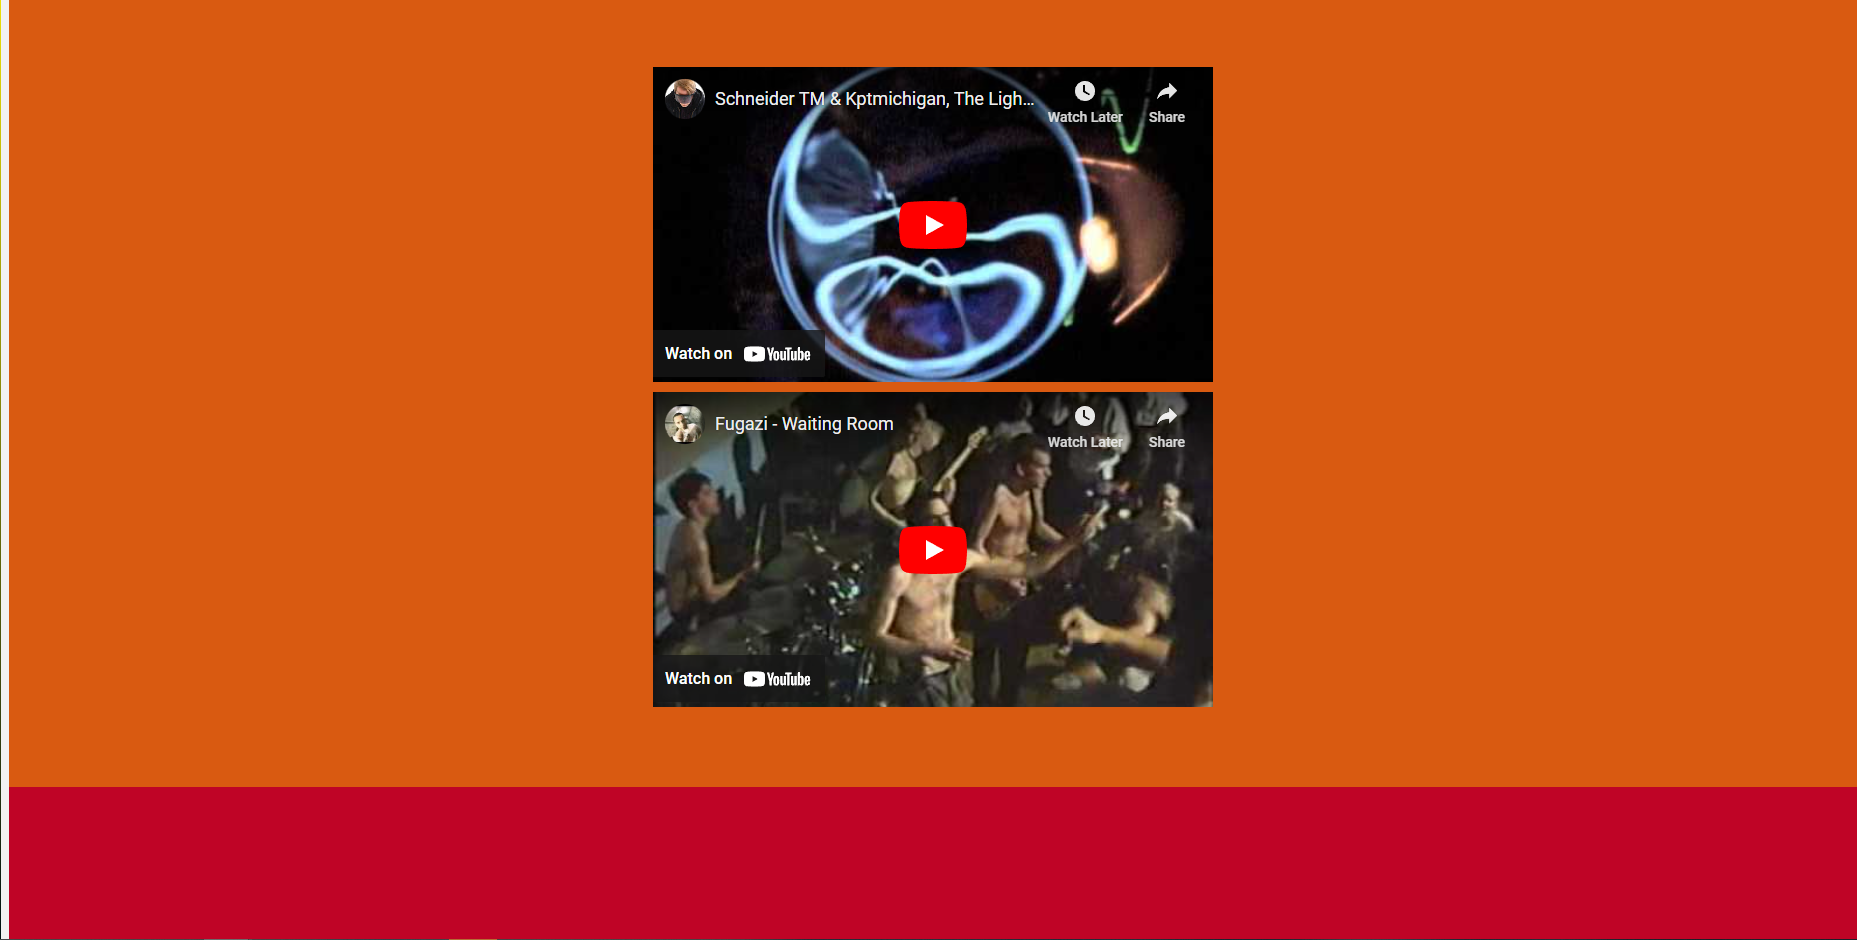 Schneider TM & Kptmichigan, The Ligh...
Watch Later
Share
Watch on YouTube
Fugazi - Waiting Room
Watch Later
Share
Watch on YouTube